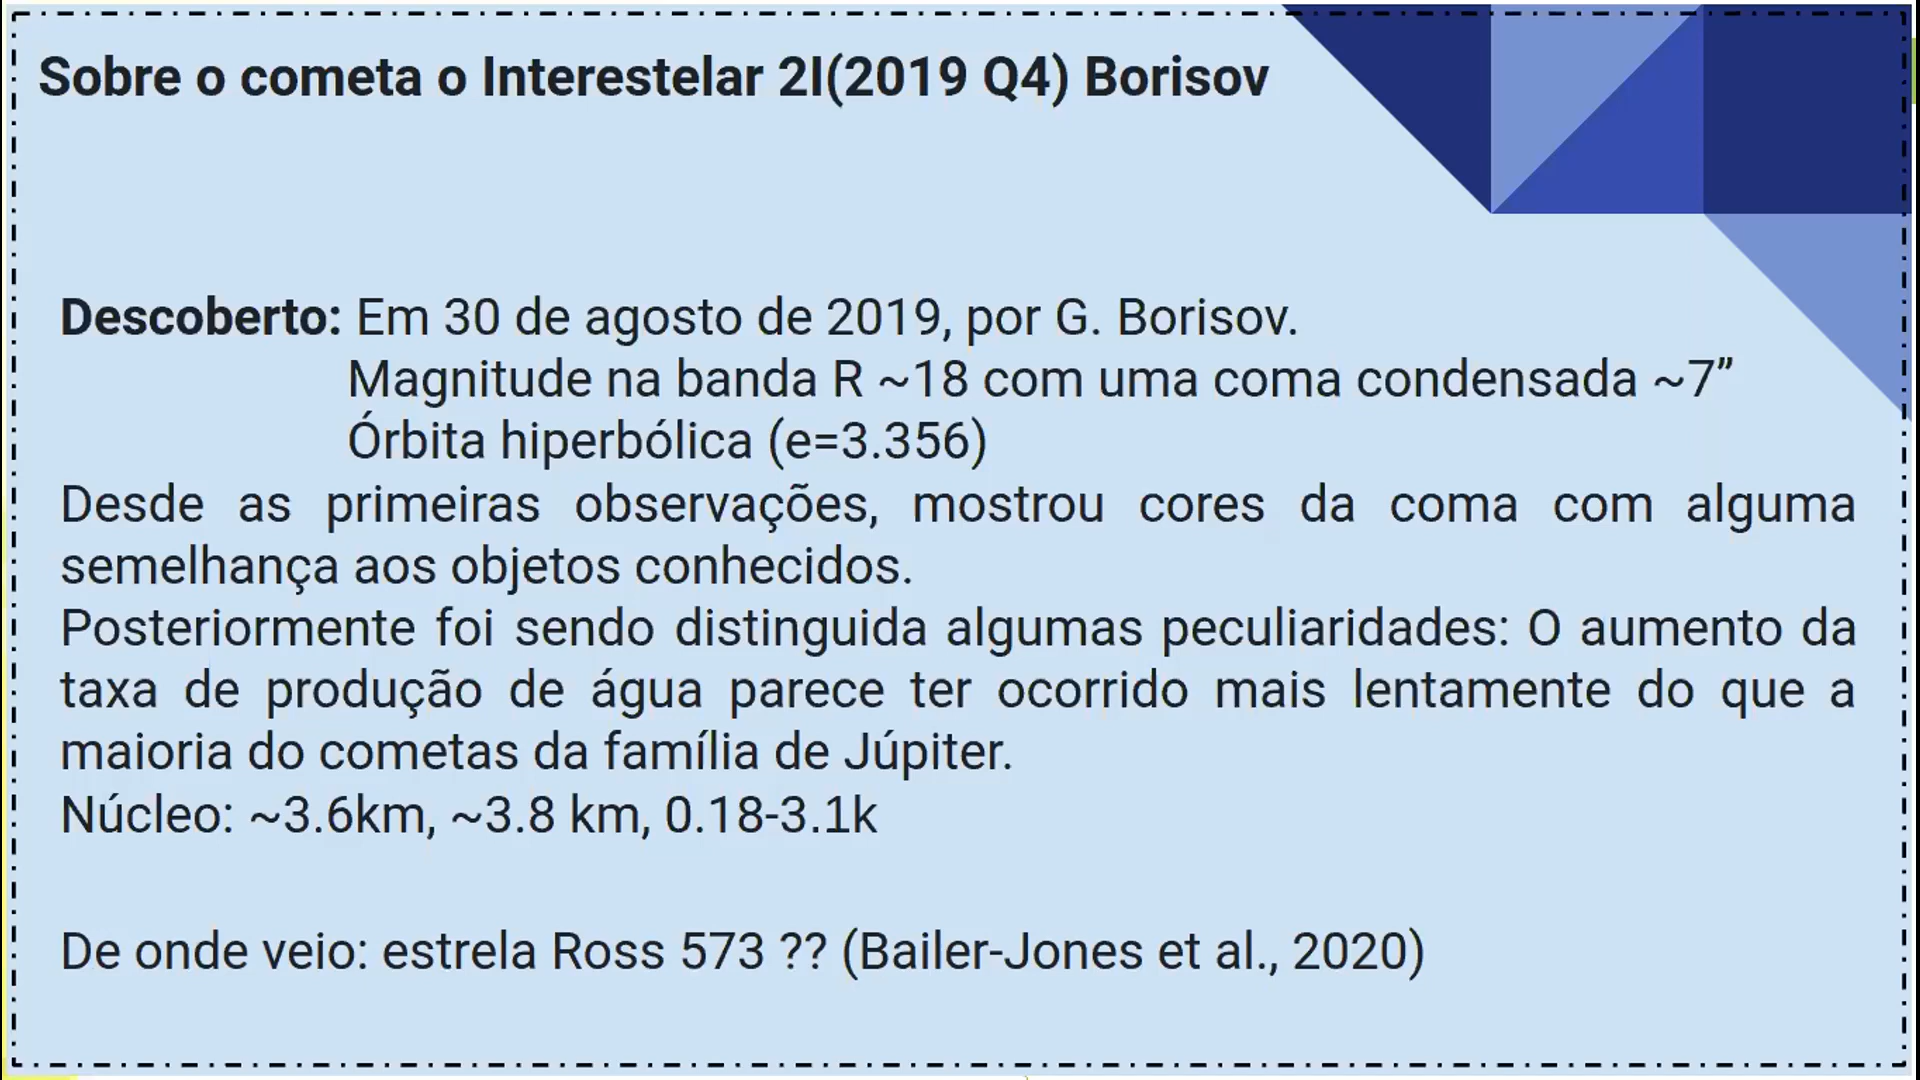 Sobre o cometa o Interestelar 2I(2019 Q4) Borisov
Descoberto: Em 30 de agosto de 2019, por G. Borisov.
Magnitude na banda R ~18 com uma coma condensada ~7”
Órbita hiperbólica (e=3.356)
Desde as primeiras observações, mostrou cores da coma com alguma
semelhança aos objetos conhecidos.
Posteriormente foi sendo distinguida algumas peculiaridades: O aumento da
taxa de produção de água parece ter ocorrido mais lentamente do que a
maioria do cometas da família de Júpiter.
Núcleo: ~3.6km, ~3.8 km, 0.18-3.1k
De onde veio: estrela Ross 573 ?? (Bailer-Jones et al., 2020)